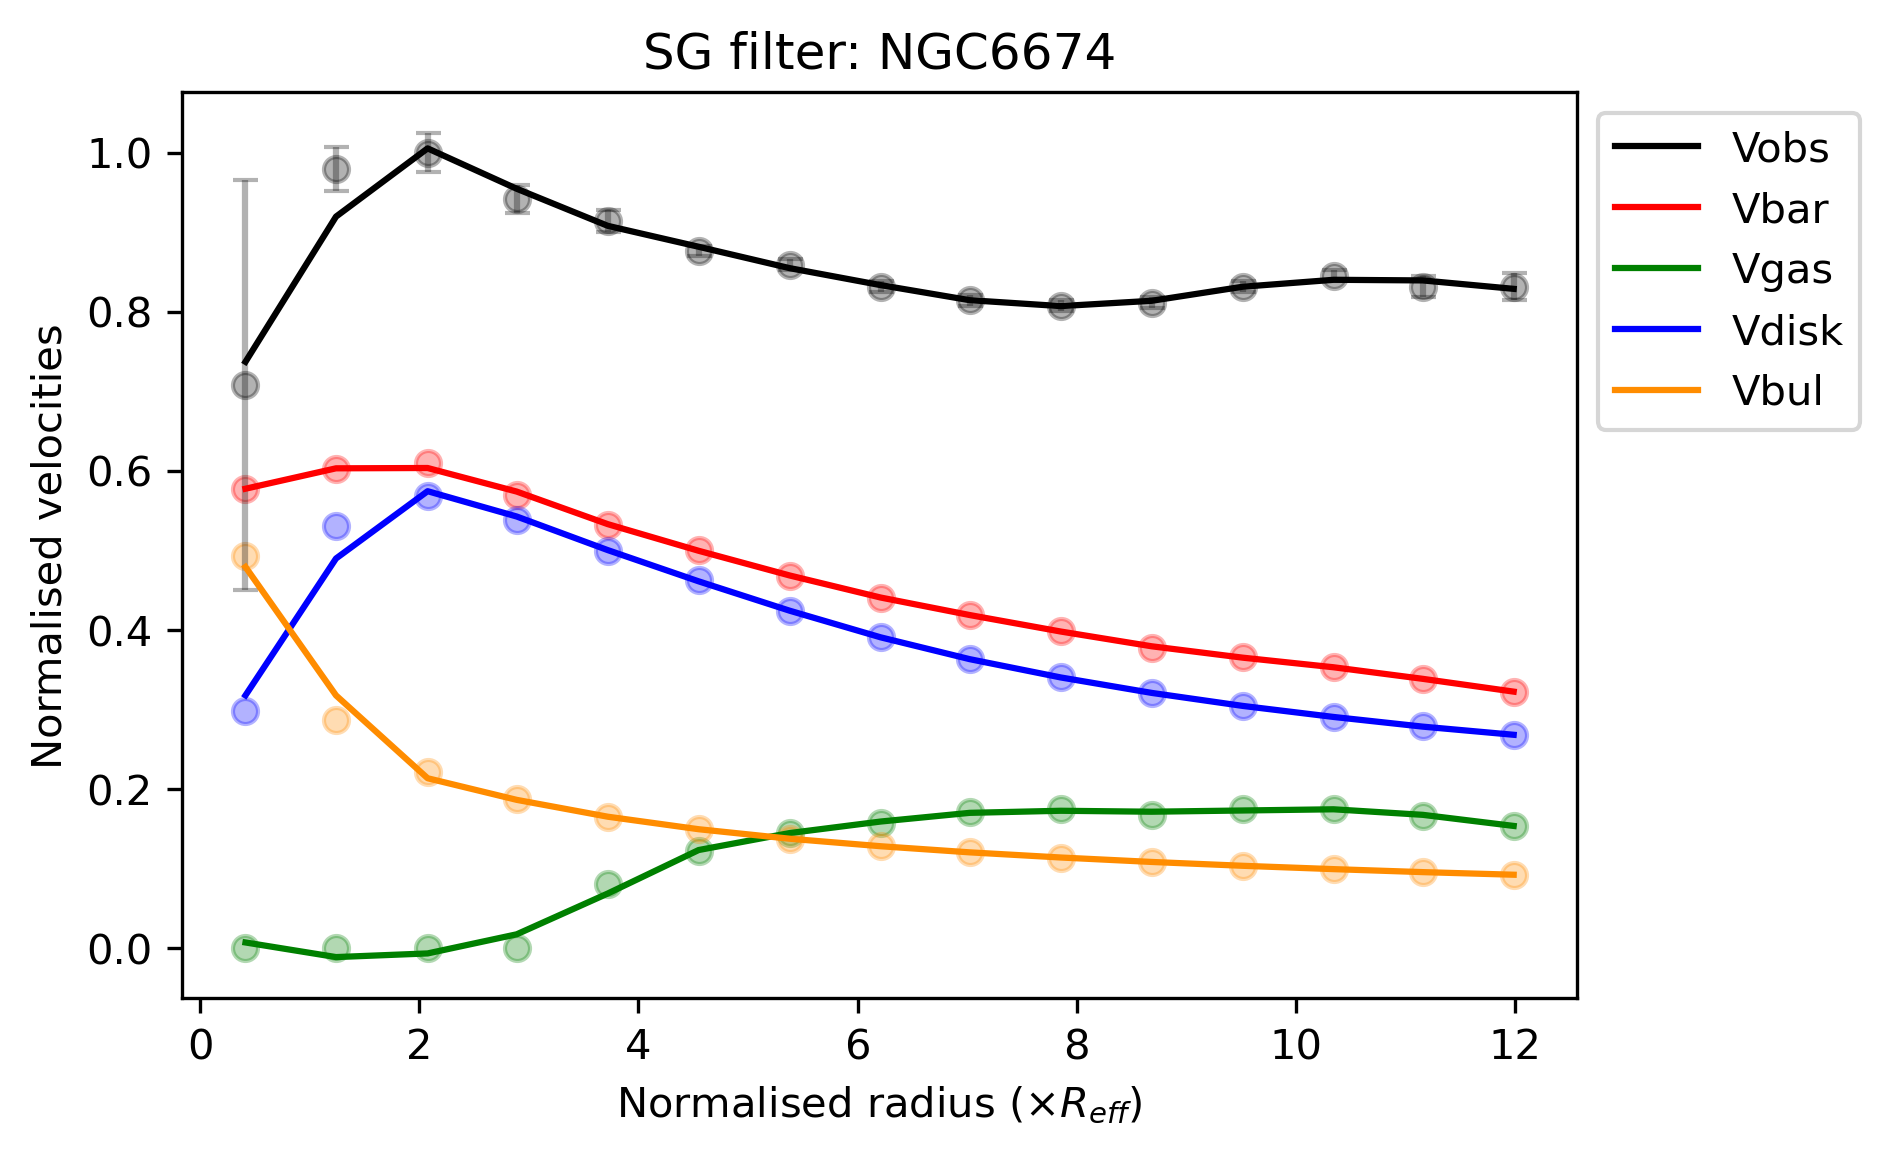 SG filter: NGC6674
1.0
0.8
0.6
0.4
0.2
0.0
Normalised velocities
0 2 4 6 8 10 12
Normalised radius (×R_eff)
Vobs
Vbar
Vgas
Vdisk
Vbul